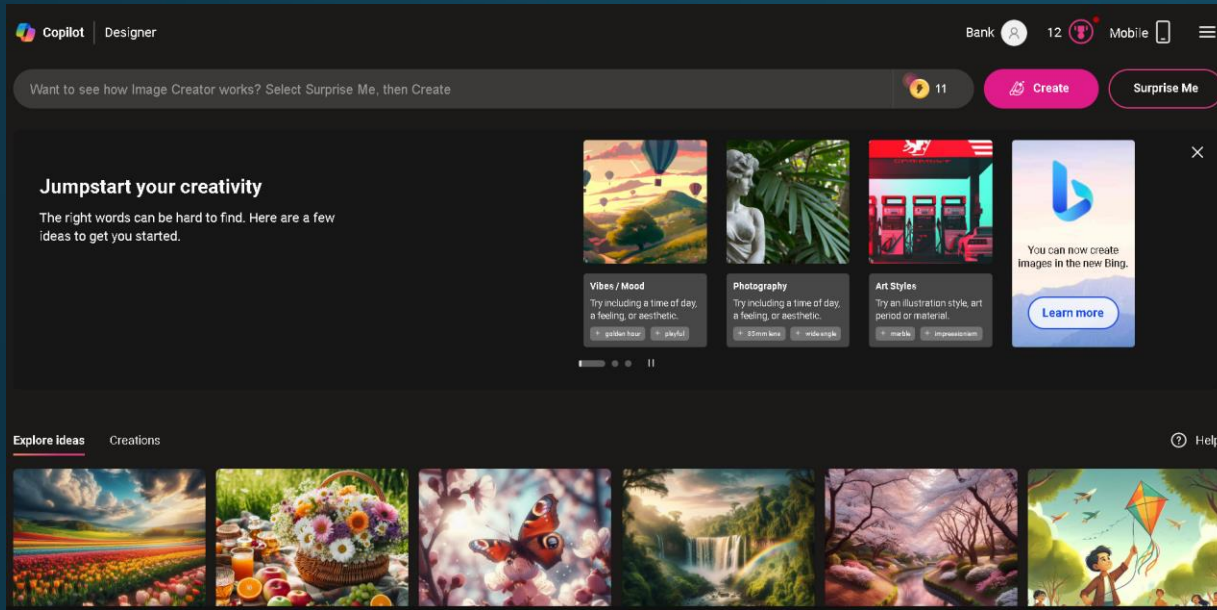 Copilot
Designer
Bank
12
Mobile
Want to see how Image Creator works? Select Surprise Me, then Create
11
Create
Surprise Me
Jumpstart your creativity
The right words can be hard to find. Here are a few
ideas to get you started.
Vibes / Mood
Try including a time of day,
a feeling, or aesthetic.
+ golden hour
+ playful
Photography
Try including a time of day,
a feeling, or aesthetic.
+ 85mm lens
+ wide angle
Art Styles
Try an illustration style, art
period or material.
+ marble
+ impressionism
You can now create
images in the new Bing.
Learn more
Explore ideas
Creations
Help